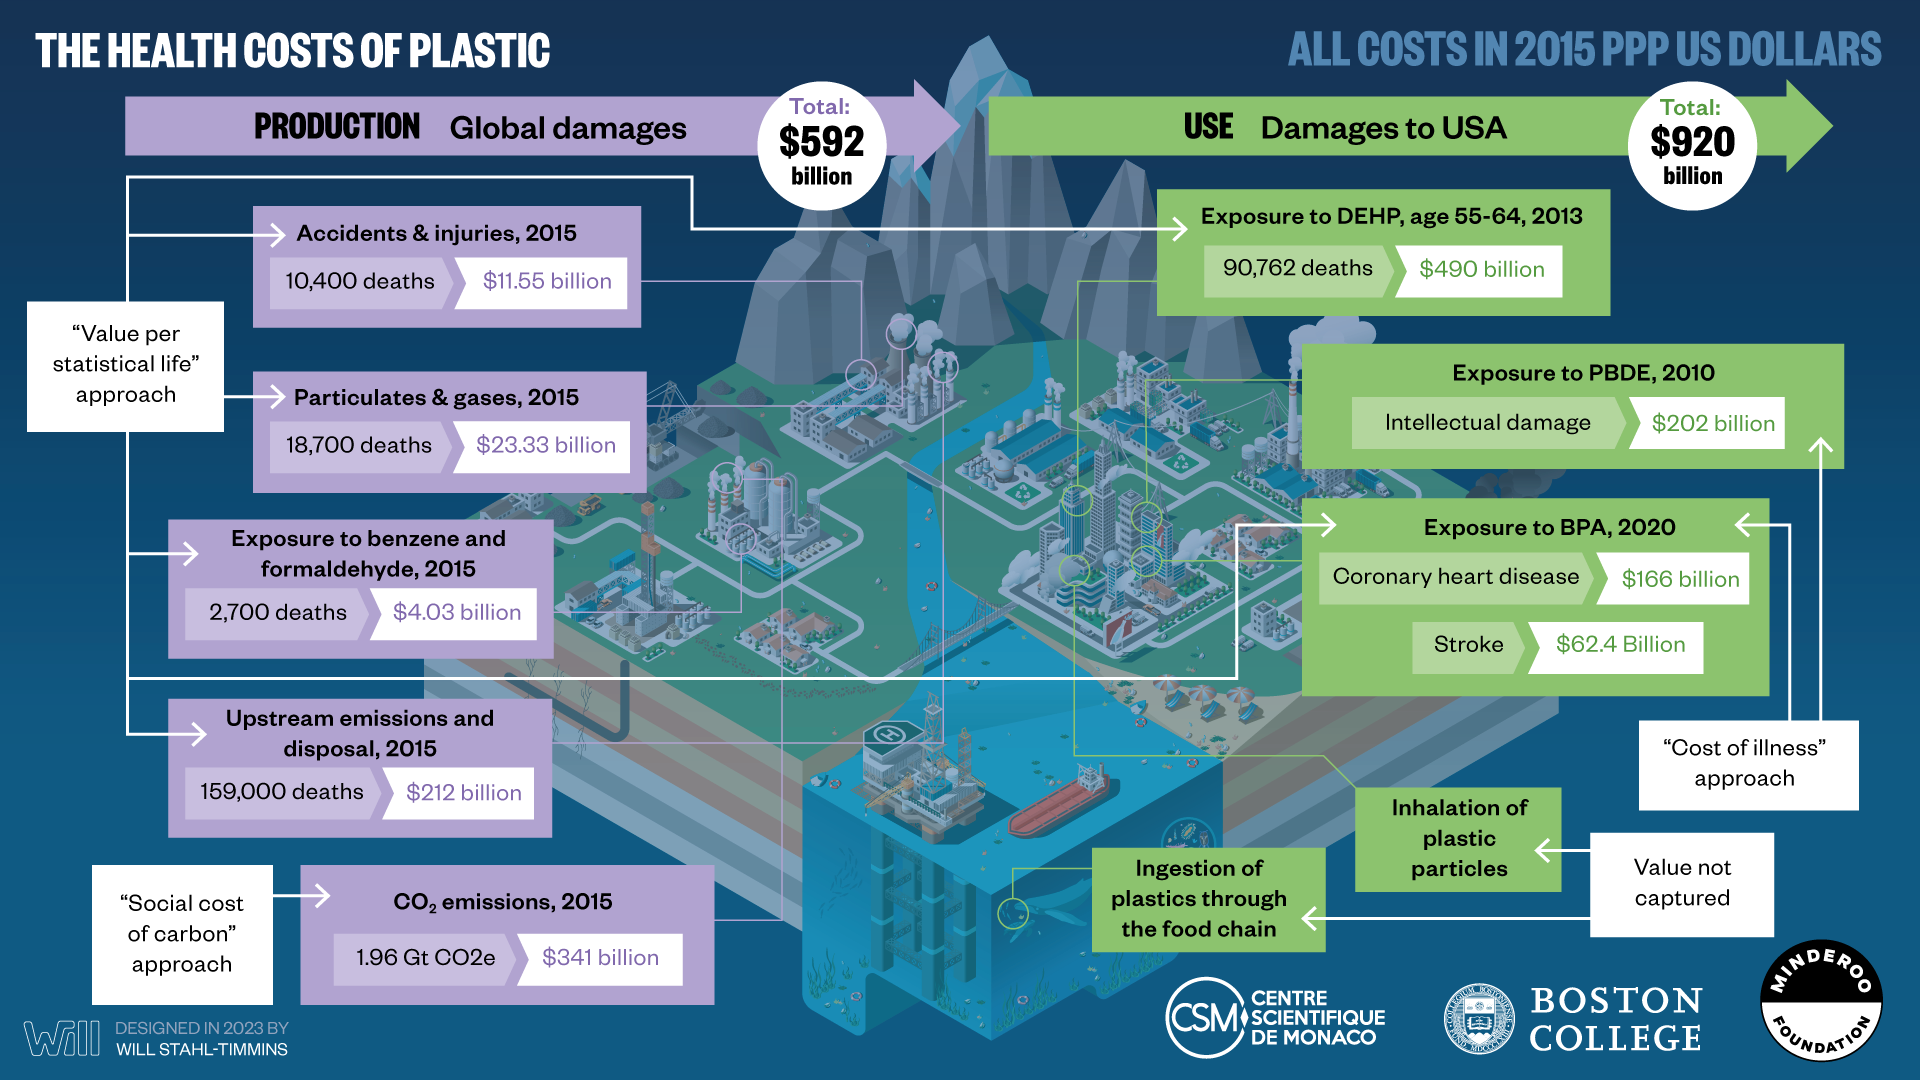 THE HEALTH COSTS OF PLASTIC
ALL COSTS IN 2015 PPP US DOLLARS
PRODUCTION Global damages
Total:
$592
billion
USE Damages to USA
Total:
$920
billion
Accidents & injuries, 2015
10,400 deaths $11.55 billion
"Value per
statistical life"
approach
Particulates & gases, 2015
18,700 deaths $23.33 billion
Exposure to benzene and
formaldehyde, 2015
2,700 deaths $4.03 billion
Upstream emissions and
disposal, 2015
159,000 deaths $212 billion
"Social cost
of carbon"
approach
CO₂ emissions, 2015
1.96 Gt CO2e $341 billion
Exposure to DEHP, age 55-64, 2013
90,762 deaths $490 billion
Exposure to PBDE, 2010
Intellectual damage $202 billion
Exposure to BPA, 2020
Coronary heart disease $166 billion
Stroke $62.4 Billion
"Cost of illness"
approach
Inhalation of
plastic
particles
Ingestion of
plastics through
the food chain
Value not
captured
H
will
DESIGNED IN 2023 BY
WILL STAHL-TIMMINS
CSM
CENTRE
SCIENTIFIQUE
DE MONACO
BOSTON
COLLEGE
MINDEROO
FOUNDATION